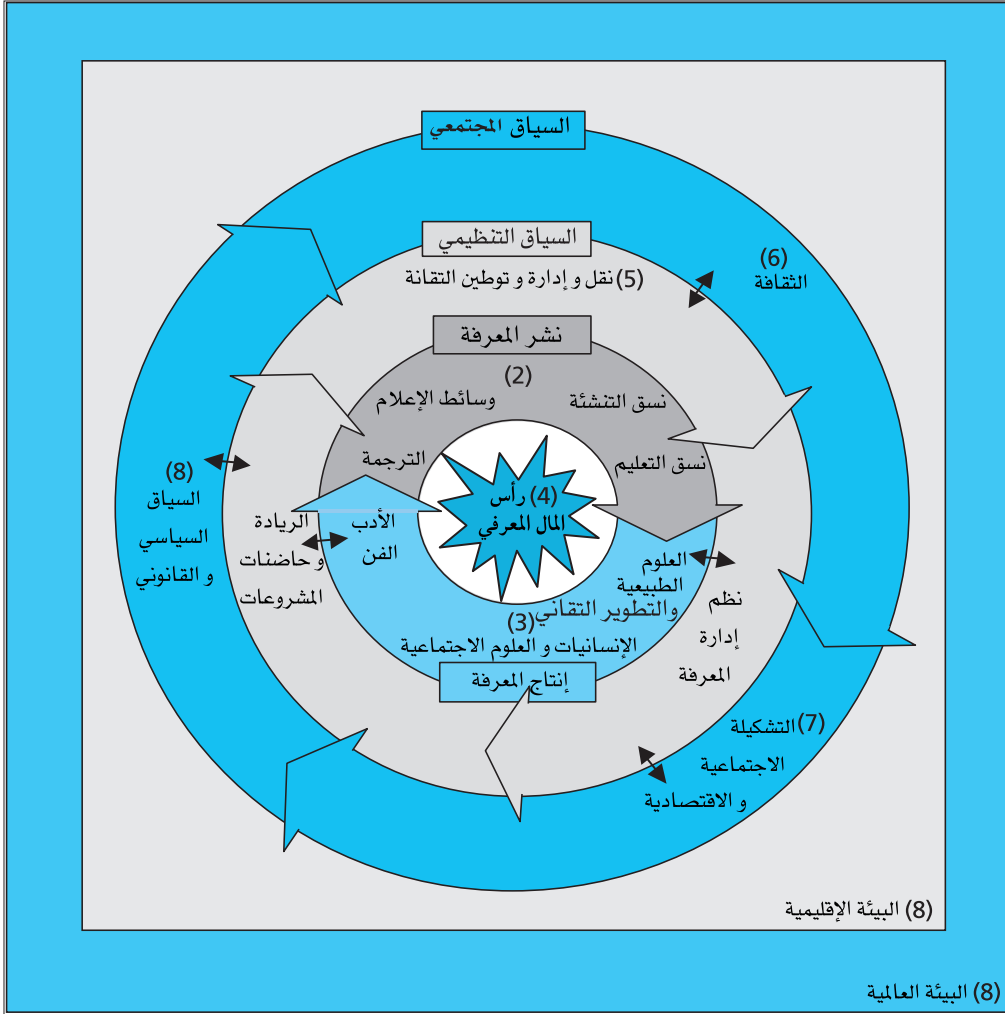 السياق المجتمعي
السياق التنظيمي
(5) نقل و إدارة و توطين التقانة
(6)
الثقافة
نشر المعرفة
(2)
وسائط الإعلام
نسق التنشئة
الترجمة
نسق التعليم
(4) رأس
المال المعرفي
(8)
السياق
السياسي
و القانوني
الريادة
و حاضنات
المشروعات
الأدب
الفن
العلوم
الطبيعية
والتطوير التقاني
(3)
الإنسانيات و العلوم الاجتماعية
إنتاج المعرفة
نظم
إدارة
المعرفة
(7) التشكيلة
الاجتماعية
و الاقتصادية
(8) البيئة الإقليمية
(8) البيئة العالمية